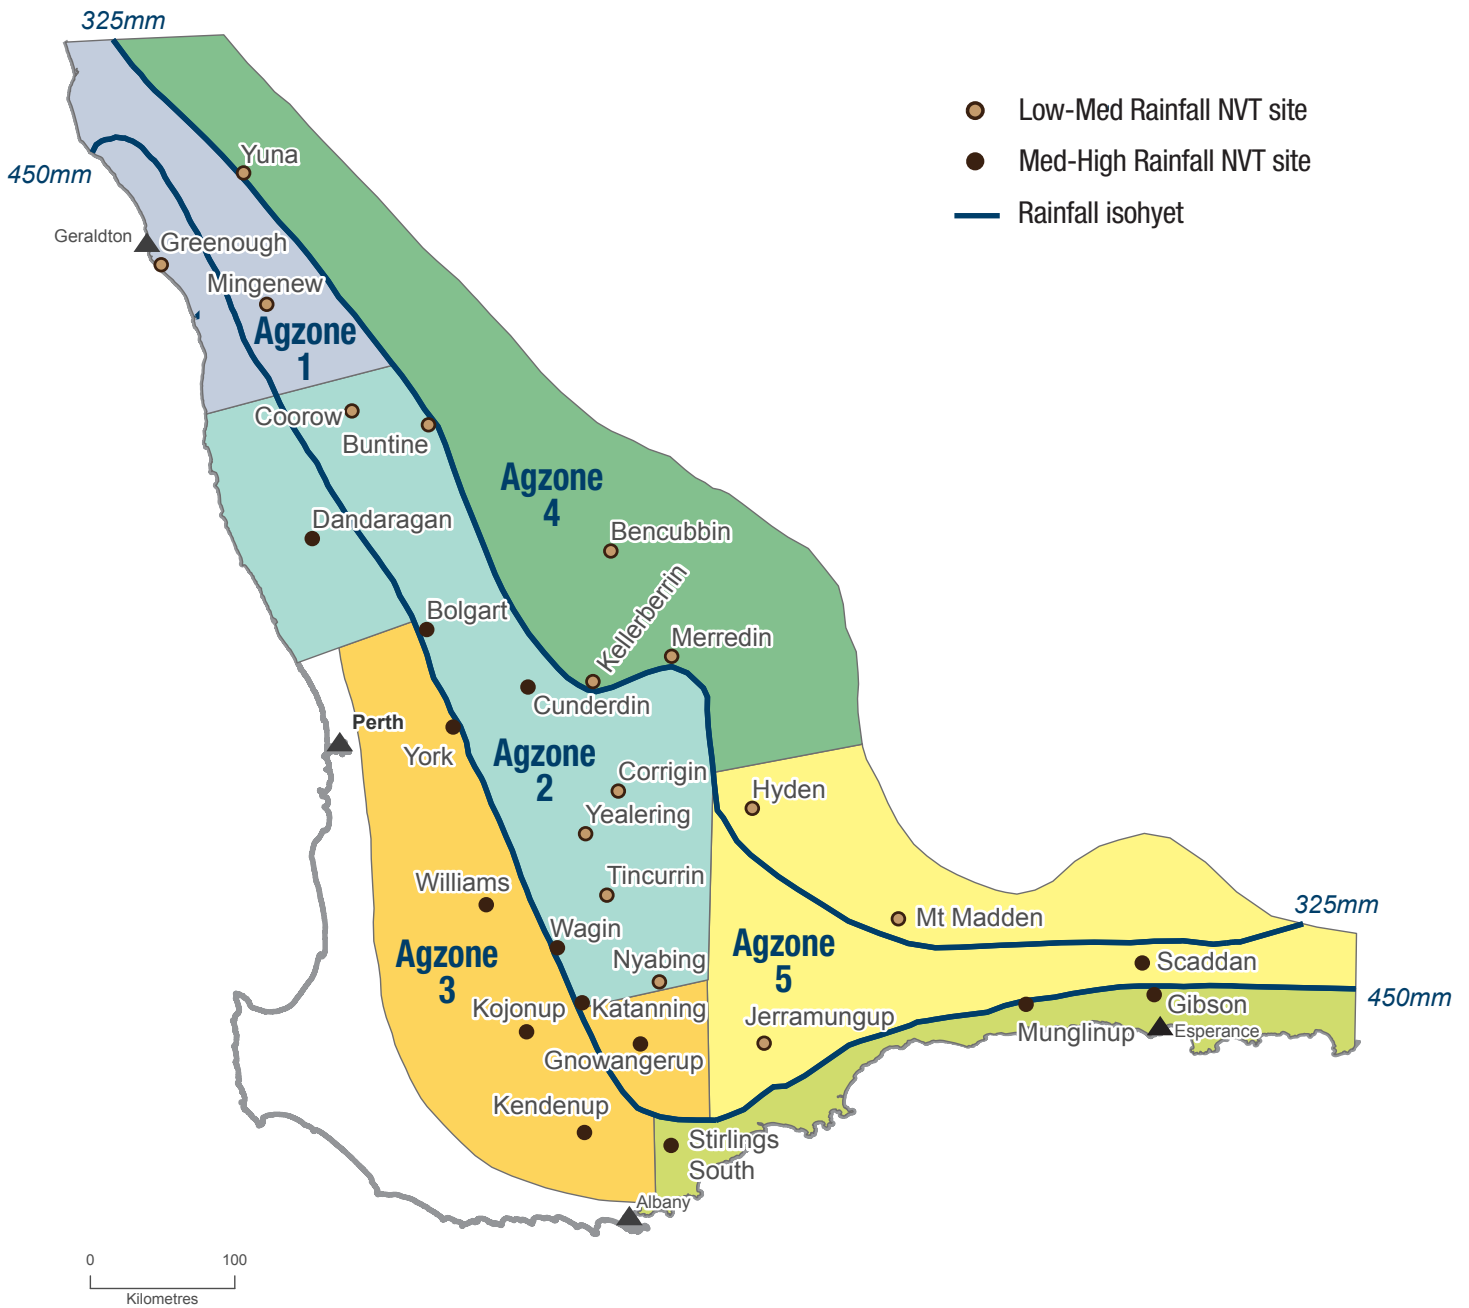 325mm
Low-Med Rainfall NVT site
Med-High Rainfall NVT site
Rainfall isohyet
450mm
Yuna
Geraldton
Greenough
Mingenew
Agzone
1
Coorow
Buntine
Agzone
4
Dandaragan
Bencubbin
Kellerberrin
Bolgart
Merredin
Cunderdin
Perth
York
Agzone
2
Corrigin
Hyden
Yealering
Tincurrin
Williams
325mm
Mt Madden
Wagin
Agzone
3
Agzone
5
Nyabing
Scaddan
450mm
Kojonup
Katanning
Gibson
Jerramungup
Munglinup
Esperance
Gnowangerup
Kendenup
Stirlings
South
Albany
0 100
Kilometres